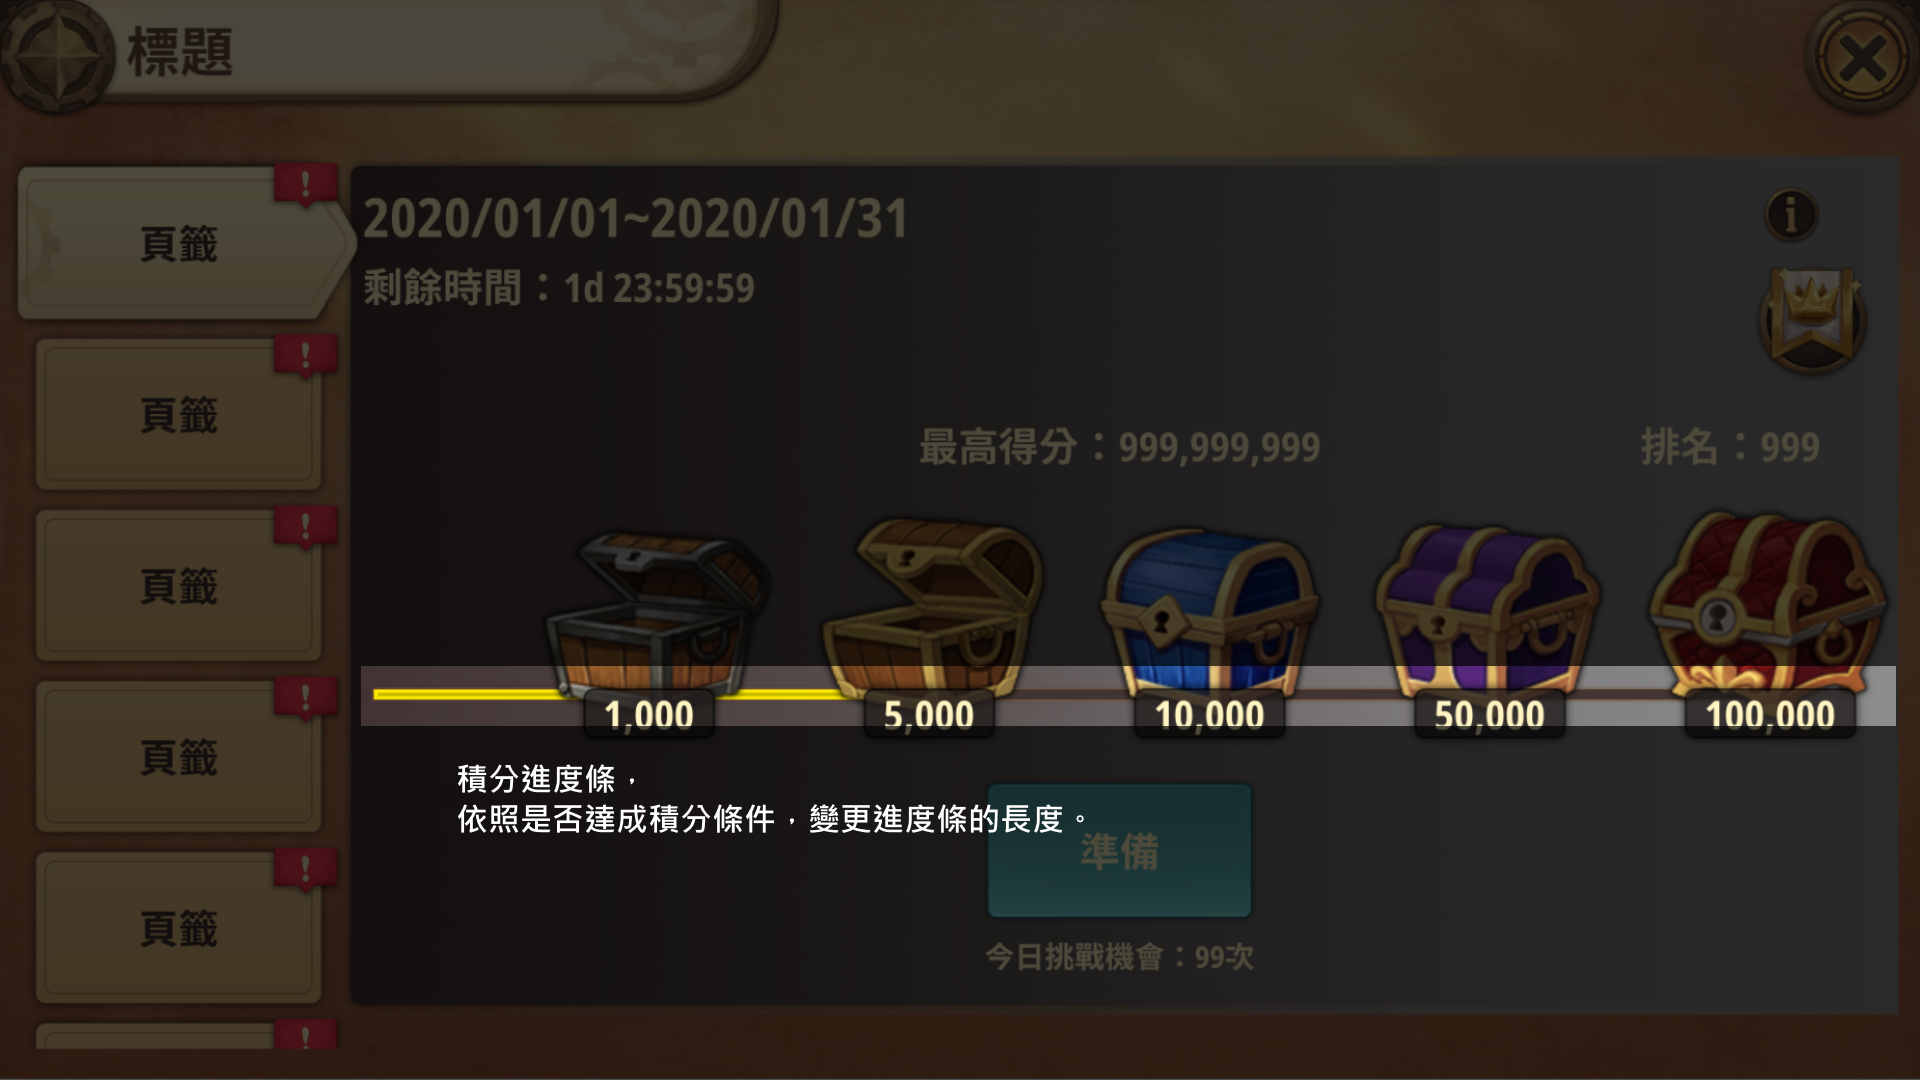 標題
頁籤
頁籤
頁籤
頁籤
頁籤
2020/01/01~2020/01/31
剩餘時間：1d 23:59:59
最高得分：999,999,999
排名：999
1,000
5,000
10,000
50,000
100,000
積分進度條，
依照是否達成積分條件，變更進度條的長度。
準備
今日挑戰機會：99次